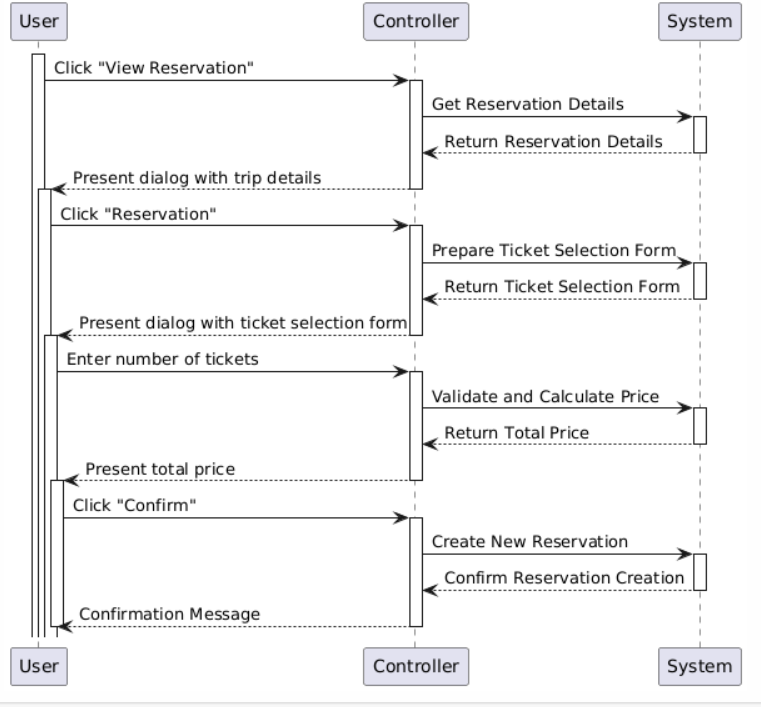 User Controller System
Click "View Reservation"
Get Reservation Details
Return Reservation Details
Present dialog with trip details
Click "Reservation"
Prepare Ticket Selection Form
Return Ticket Selection Form
Present dialog with ticket selection form
Enter number of tickets
Validate and Calculate Price
Return Total Price
Present total price
Click "Confirm"
Create New Reservation
Confirm Reservation Creation
Confirmation Message
User Controller System